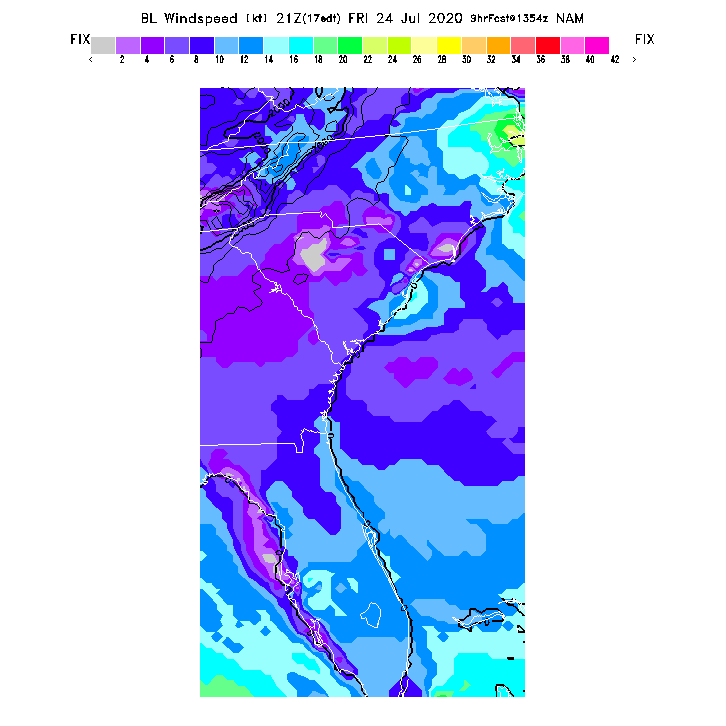 BL Windspeed [kt] 21Z(17edt) FRI 24 Jul 2020 9hrFcst@1354z NAM
FIX FIX
< 2 4 6 8 10 12 14 16 18 20 22 24 26 28 30 32 34 36 38 40 42 >